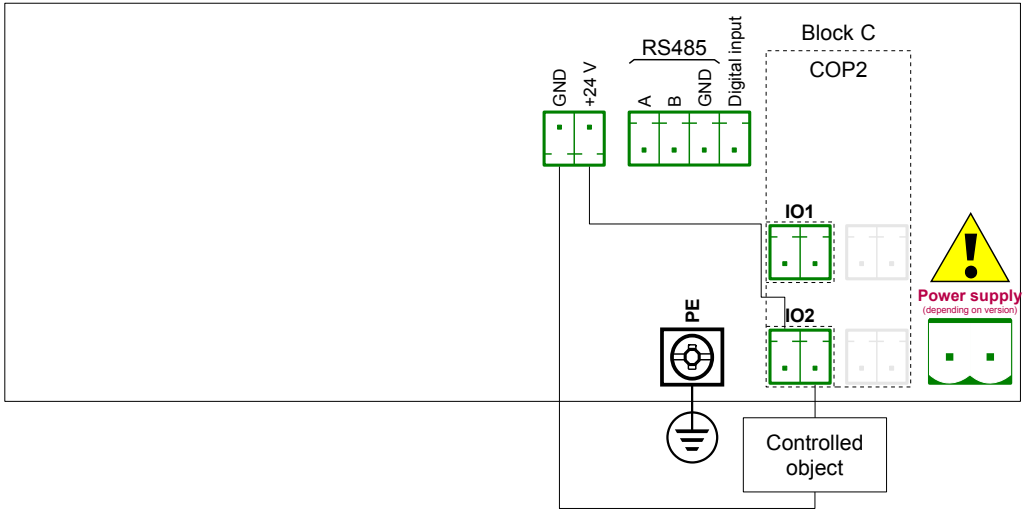 Block C
RS485
COP2
GND
+24 V
A
B
GND
Digital input
IO1
Power supply
(depending on version)
PE
IO2
Controlled
object